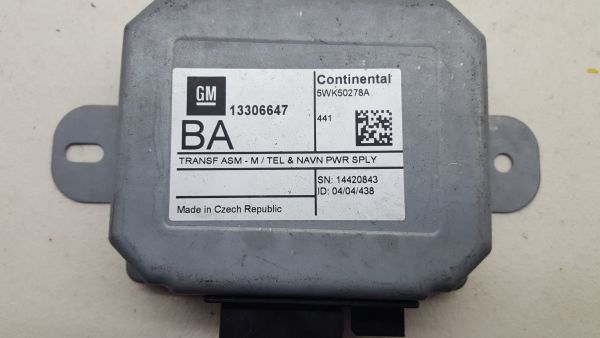 GM 13306647
BA
Continental
5WK50278A
441
TRANSF ASM - M / TEL & NAVN PWR SPLY
SN: 14420843
ID: 04/04/438
Made in Czech Republic